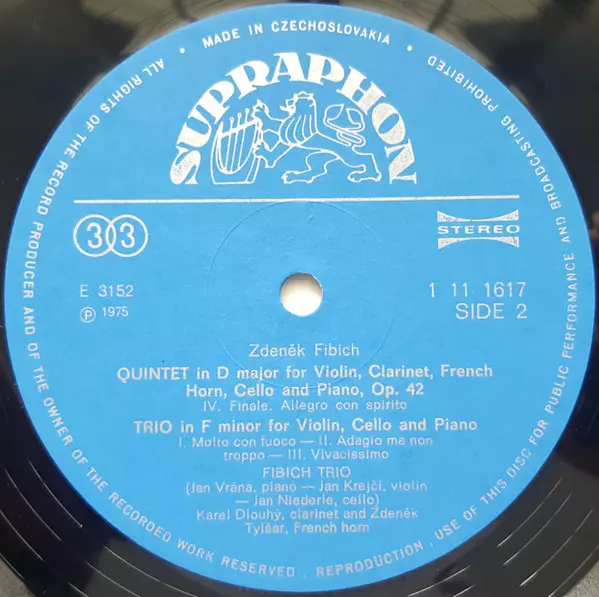 MADE IN CZECHOSLOVAKIA • ALL RIGHTS OF THE RECORD PRODUCER AND OF THE OWNER OF THE RECORDED WORK RESERVED . REPRODUCTION . USE OF THIS DISC FOR PUBLIC PERFORMANCE AND BROADCASTING PROHIBITED •
SUPRAPHON
33
STEREO
E 3152
1 11 1617
Ⓟ 1975
SIDE 2
Zdeněk Fibich
QUINTET in D major for Violin, Clarinet, French
Horn, Cello and Piano, Op. 42
IV. Finale. Allegro con spirito
TRIO in F minor for Violin, Cello and Piano
I. Molto con fuoco — II. Adagio ma non
troppo — III. Vivacissimo
FIBICH TRIO
(Jan Vrána, piano — Jan Krejčí, violin
— Jan Niederle, cello)
Karel Dlouhý, clarinet and Zdeněk
Tylšar, French horn